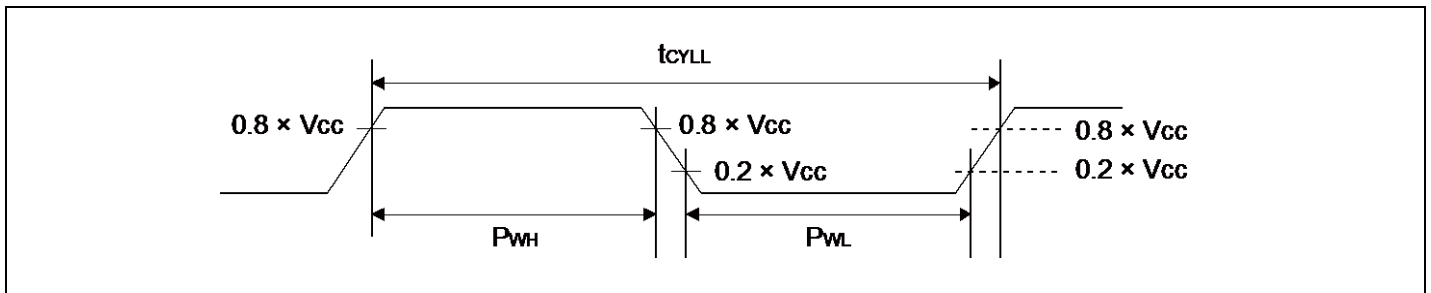 tCYLL
0.8 × VCC
0.8 × VCC
0.8 × VCC
0.2 × VCC
0.2 × VCC
PWH
PWL